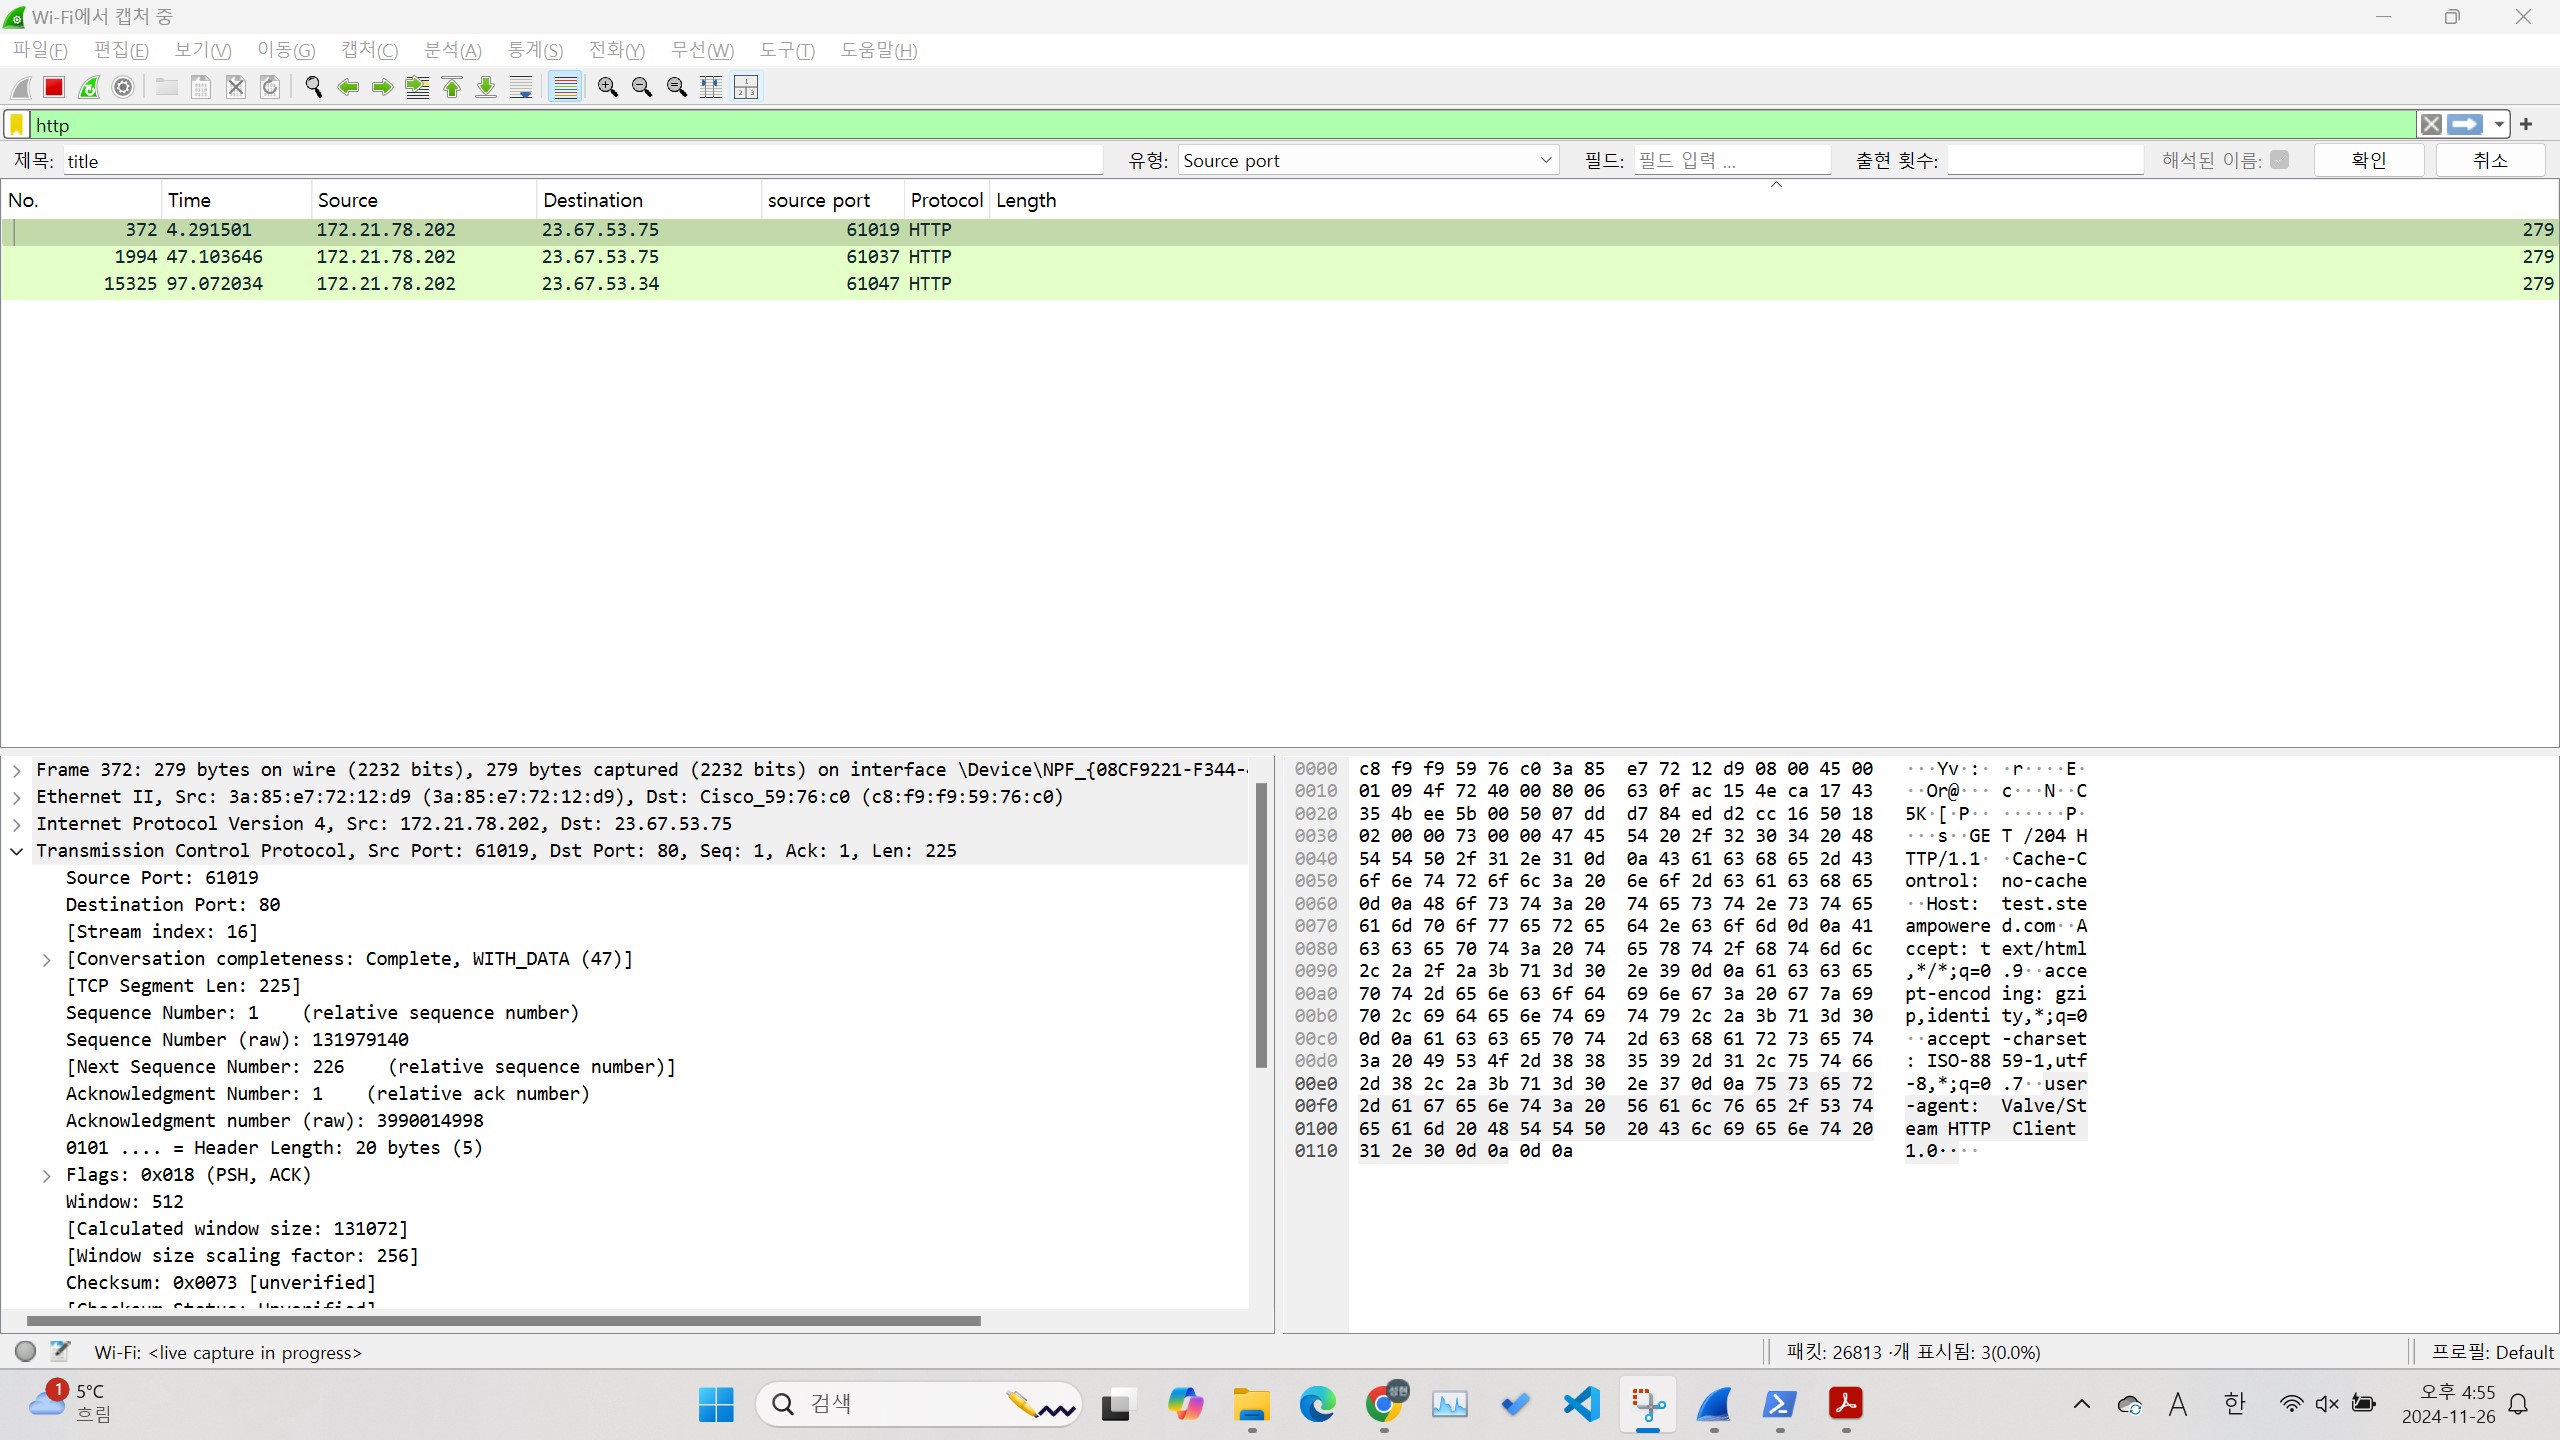 Wi-Fi에서 캡처 중
파일(F) 편집(E) 보기(V) 이동(G) 캡처(C) 분석(A) 통계(S) 전화(Y) 무선(W) 도구(T) 도움말(H)
http
제목: title 유형: Source port 필드: 필드 입력 ... 출현 횟수: 해석된 이름: 확인 취소
No. Time Source Destination source port Protocol Length
372 4.291501 172.21.78.202 23.67.53.75 61019 HTTP 279
1994 47.103646 172.21.78.202 23.67.53.75 61037 HTTP 279
15325 97.072034 172.21.78.202 23.67.53.34 61047 HTTP 279
Frame 372: 279 bytes on wire (2232 bits), 279 bytes captured (2232 bits) on interface \Device\NPF_{08CF9221-F344-
Ethernet II, Src: 3a:85:e7:72:12:d9 (3a:85:e7:72:12:d9), Dst: Cisco_59:76:c0 (c8:f9:f9:59:76:c0)
Internet Protocol Version 4, Src: 172.21.78.202, Dst: 23.67.53.75
Transmission Control Protocol, Src Port: 61019, Dst Port: 80, Seq: 1, Ack: 1, Len: 225
Source Port: 61019
Destination Port: 80
[Stream index: 16]
[Conversation completeness: Complete, WITH_DATA (47)]
[TCP Segment Len: 225]
Sequence Number: 1 (relative sequence number)
Sequence Number (raw): 131979140
[Next Sequence Number: 226 (relative sequence number)]
Acknowledgment Number: 1 (relative ack number)
Acknowledgment number (raw): 3990014998
0101 .... = Header Length: 20 bytes (5)
Flags: 0x018 (PSH, ACK)
Window: 512
[Calculated window size: 131072]
[Window size scaling factor: 256]
Checksum: 0x0073 [unverified]
[Checksum Status: Unverified]
0000 c8 f9 f9 59 76 c0 3a 85 e7 72 12 d9 08 00 45 00 ···Yv·:· ·r····E·
0010 01 09 4f 72 40 00 80 06 63 0f ac 15 4e ca 17 43 ··Or@··· c···N··C
0020 35 4b ee 5b 00 50 07 dd d7 84 ed d2 cc 16 50 18 5K·[·P·· ······P·
0030 02 00 00 73 00 00 47 45 54 20 2f 32 30 34 20 48 ···s··GE T /204 H
0040 54 54 50 2f 31 2e 31 0d 0a 43 61 63 68 65 2d 43 TTP/1.1· ·Cache-C
0050 6f 6e 74 72 6f 6c 3a 20 6e 6f 2d 63 61 63 68 65 ontrol: no-cache
0060 0d 0a 48 6f 73 74 3a 20 74 65 73 74 2e 73 74 65 ··Host: test.ste
0070 61 6d 70 6f 77 65 72 65 64 2e 63 6f 6d 0d 0a 41 ampowere d.com··A
0080 63 63 65 70 74 3a 20 74 65 78 74 2f 68 74 6d 6c ccept: t ext/html
0090 2c 2a 2f 2a 3b 71 3d 30 2e 39 0d 0a 61 63 63 65 ,*/*;q=0 .9··acce
00a0 70 74 2d 65 6e 63 6f 64 69 6e 67 3a 20 67 7a 69 pt-encod ing: gzi
00b0 70 2c 69 64 65 6e 74 69 74 79 2c 2a 3b 71 3d 30 p,identi ty,*;q=0
00c0 0d 0a 61 63 63 65 70 74 2d 63 68 61 72 73 65 74 ··accept -charset
00d0 3a 20 49 53 4f 2d 38 38 35 39 2d 31 2c 75 74 66 : ISO-88 59-1,utf
00e0 2d 38 2c 2a 3b 71 3d 30 2e 37 0d 0a 75 73 65 72 -8,*;q=0 .7··user
00f0 2d 61 67 65 6e 74 3a 20 56 61 6c 76 65 2f 53 74 -agent: Valve/St
0100 65 61 6d 20 48 54 54 50 20 43 6c 69 65 6e 74 20 eam HTTP Client
0110 31 2e 30 0d 0a 0d 0a 1.0····
Wi-Fi: <live capture in progress> 패킷: 26813 ·개 표시됨: 3(0.0%) 프로필: Default
1 5°C 흐림 검색 설현 A 한 오후 4:55
2024-11-26